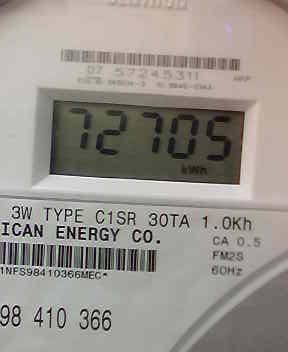 07 57245311
72705
kWh
3W TYPE C1SR 30TA 1.0Kh
ICAN ENERGY CO.
CA 0.5
FM2S
60Hz
1NFS98410366MEC*
98 410 366